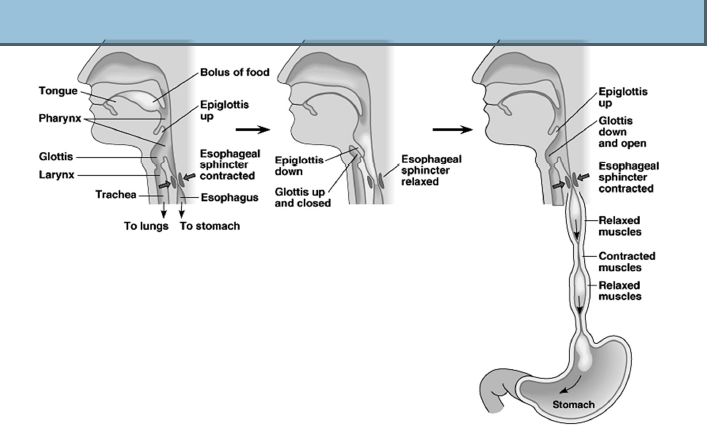 Bolus of food
Tongue
Epiglottis
up
Pharynx
Glottis
Esophageal
sphincter
contracted
Larynx
Trachea
Esophagus
To lungs
To stomach
Epiglottis
down
Glottis up
and closed
Esophageal
sphincter
relaxed
Epiglottis
up
Glottis
down
and open
Esophageal
sphincter
contracted
Relaxed
muscles
Contracted
muscles
Relaxed
muscles
Stomach